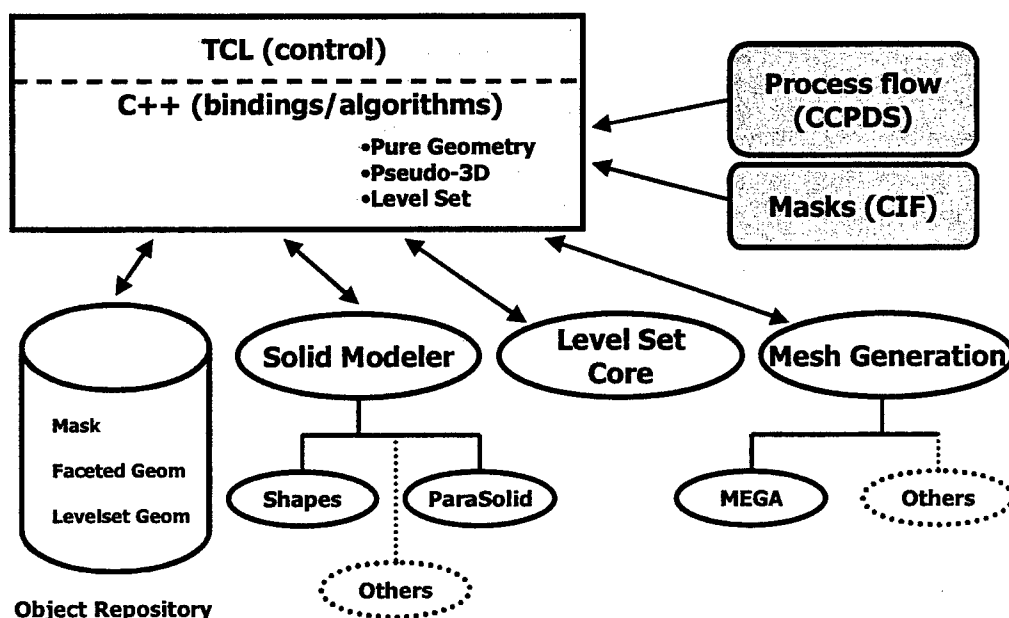 TCL (control)
C++ (bindings/algorithms)
•Pure Geometry
•Pseudo-3D
•Level Set
Process flow
(CCPDS)
Masks (CIF)
Solid Modeler
Level Set
Core
Mesh Generation
Mask
Faceted Geom
Levelset Geom
Shapes
ParaSolid
Others
MEGA
Others
Object Repository